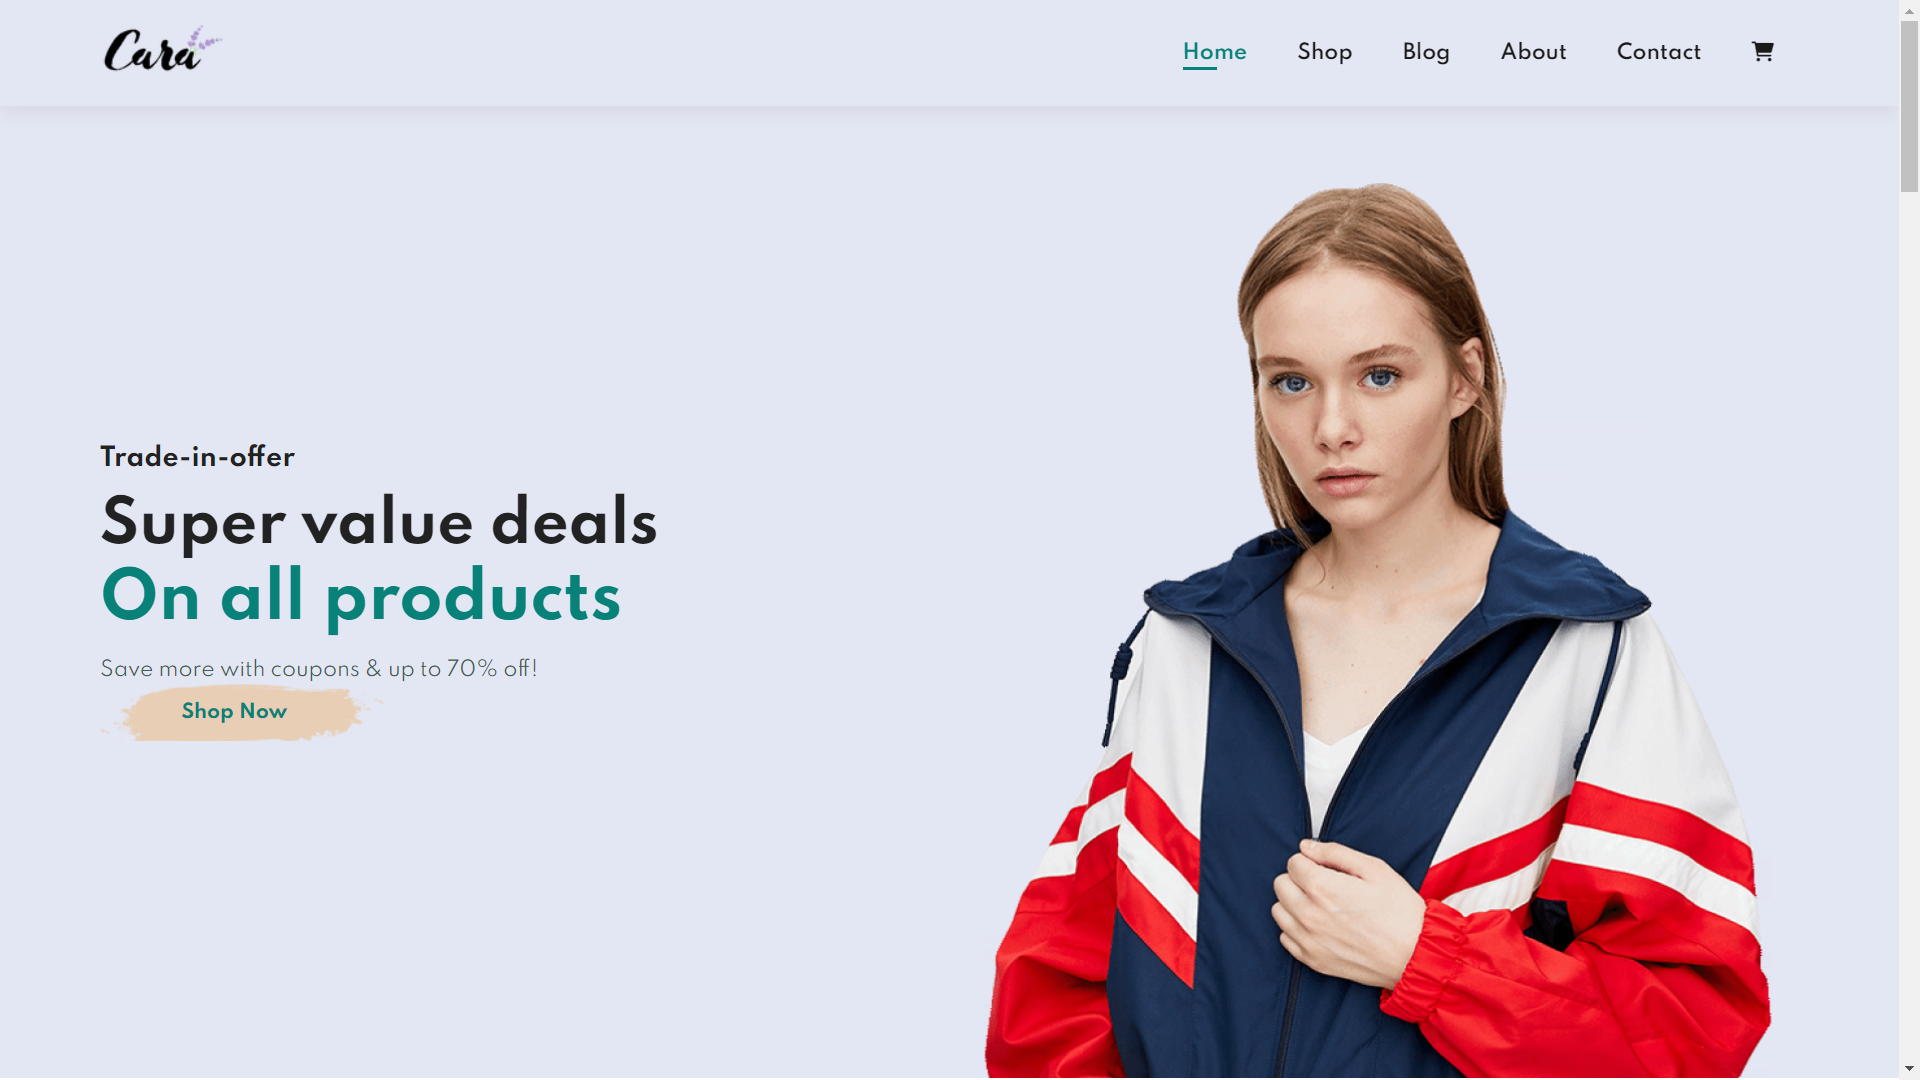 Cara
Home Shop Blog About Contact
Trade-in-offer
Super value deals
On all products
Save more with coupons & up to 70% off!
Shop Now